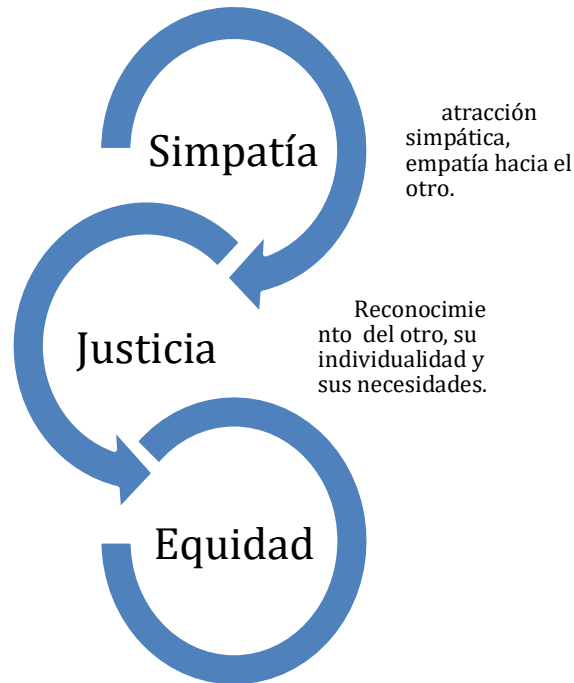 Simpatía
atracción
simpática,
empatía hacia el
otro.
Justicia
Reconocimie
nto  del otro, su
individualidad y
sus necesidades.
Equidad